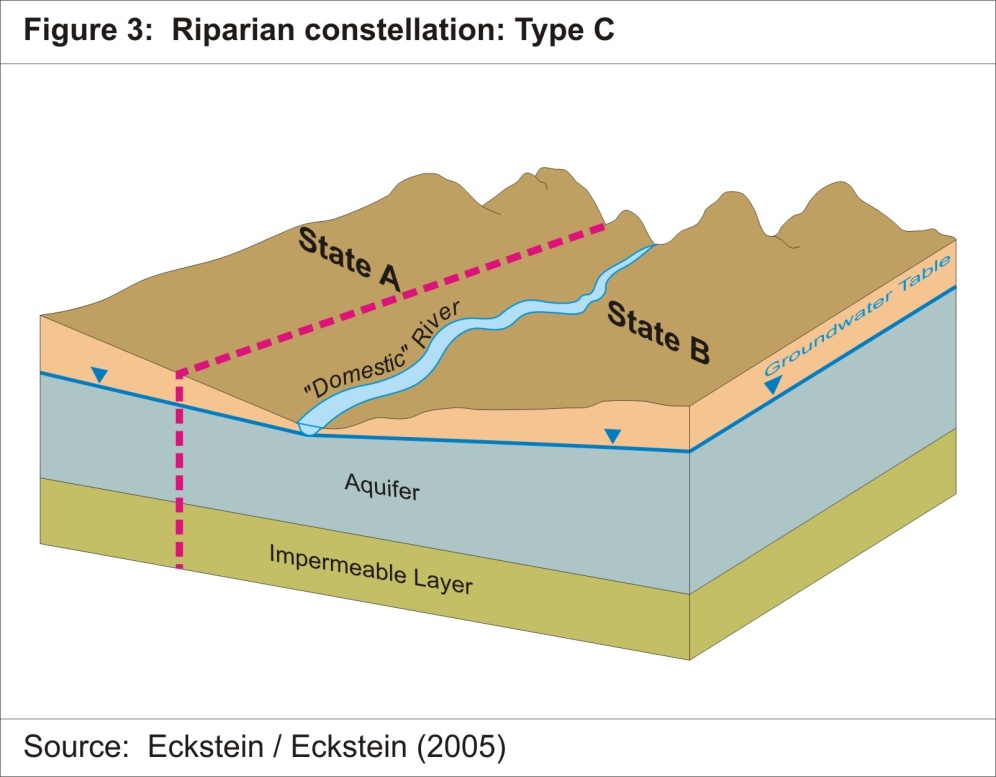 Figure 3:  Riparian constellation: Type C
State A
"Domestic" River
State B
Groundwater Table
Aquifer
Impermeable Layer
Source:  Eckstein / Eckstein (2005)